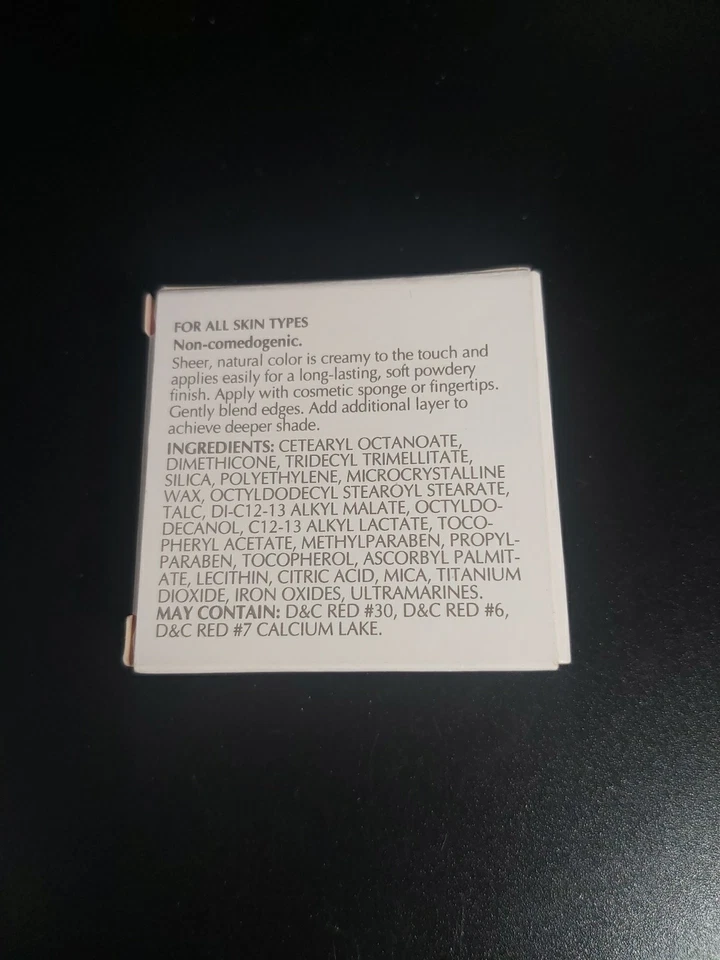 FOR ALL SKIN TYPES
Non-comedogenic.
Sheer, natural color is creamy to the touch and
applies easily for a long-lasting, soft powdery
finish. Apply with cosmetic sponge or fingertips.
Gently blend edges. Add additional layer to
achieve deeper shade.
INGREDIENTS: CETEARYL OCTANOATE,
DIMETHICONE, TRIDECYL TRIMELLITATE,
SILICA, POLYETHYLENE, MICROCRYSTALLINE
WAX, OCTYLDODECYL STEAROYL STEARATE,
TALC, DI-C12-13 ALKYL MALATE, OCTYLDO-
DECANOL, C12-13 ALKYL LACTATE, TOCO-
PHERYL ACETATE, METHYLPARABEN, PROPYL-
PARABEN, TOCOPHEROL, ASCORBYL PALMIT-
ATE, LECITHIN, CITRIC ACID, MICA, TITANIUM
DIOXIDE, IRON OXIDES, ULTRAMARINES.
MAY CONTAIN: D&C RED #30, D&C RED #6,
D&C RED #7 CALCIUM LAKE.